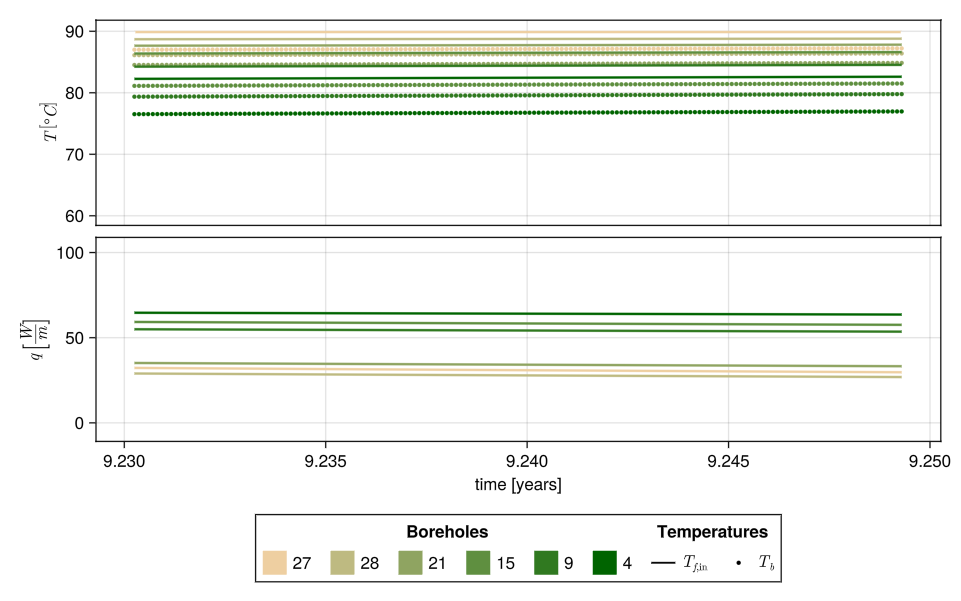 90
80
70
60
T [°C]
100
50
0
q [W/m]
9.230 9.235 9.240 9.245 9.250
time [years]
Boreholes Temperatures
27 28 21 15 9 4 T_f,in T_b